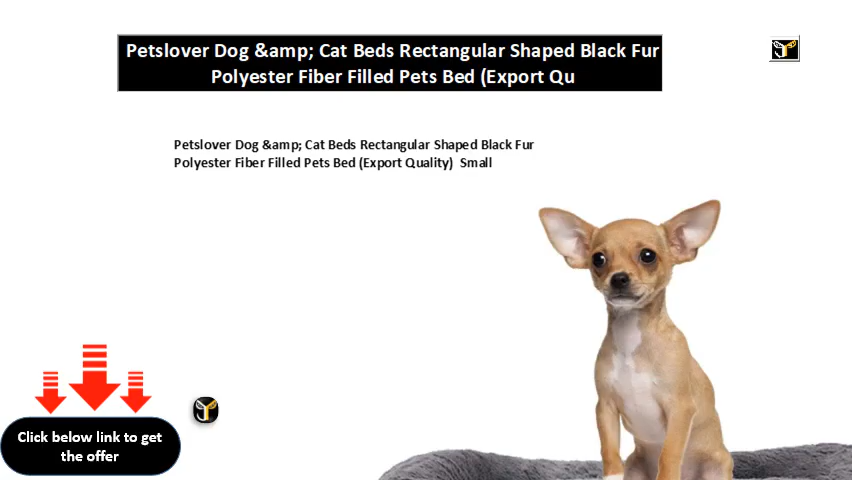 Petslover Dog &amp; Cat Beds Rectangular Shaped Black Fur
Polyester Fiber Filled Pets Bed (Export Qu
Petslover Dog &amp; Cat Beds Rectangular Shaped Black Fur
Polyester Fiber Filled Pets Bed (Export Quality)  Small
Click below link to get
the offer